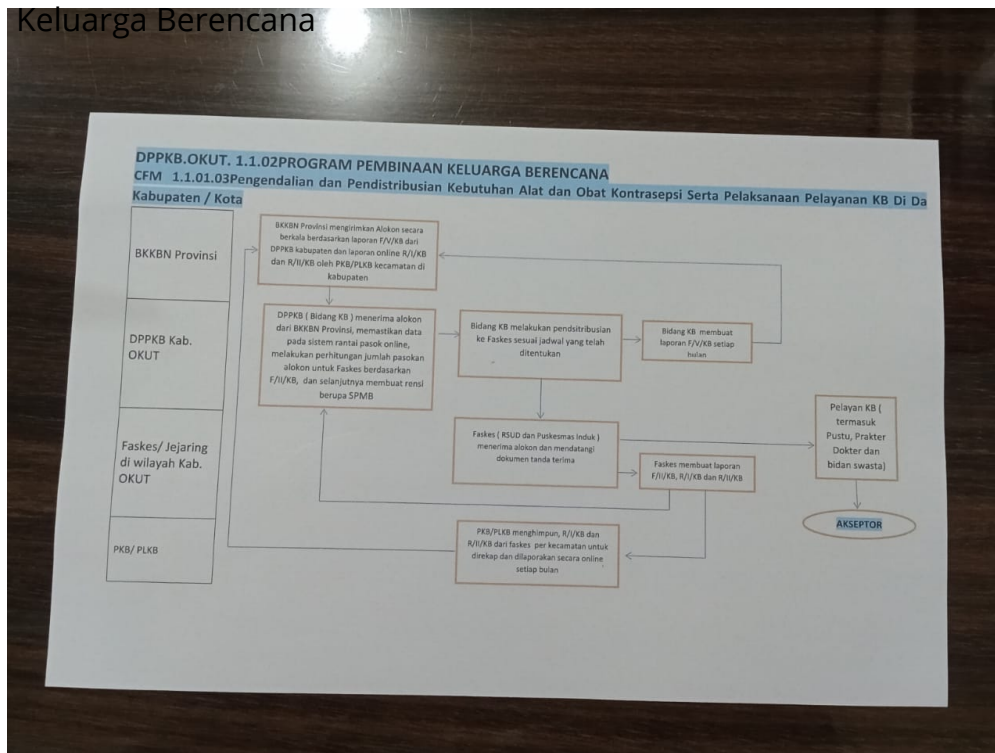 Keluarga Berencana
DPPKB.OKUT. 1.1.02PROGRAM PEMBINAAN KELUARGA BERENCANA
CFM 1.1.01.03Pengendalian dan Pendistribusian Kebutuhan Alat dan Obat Kontrasepsi Serta Pelaksanaan Pelayanan KB Di Da
Kabupaten / Kota
BKKBN Provinsi
BKKBN Provinsi mengirimkan Alokon secara
berkala berdasarkan laporan F/V/KB dari
DPPKB kabupaten dan laporan online R/I/KB
dan R/II/KB oleh PKB/PLKB kecamatan di
kabupaten
DPPKB Kab.
OKUT
DPPKB ( Bidang KB ) menerima alokon
dari BKKBN Provinsi, memastikan data
pada sistem rantai pasok online,
melakukan perhitungan jumlah pasokan
alokon untuk Faskes berdasarkan
F/II/KB, dan selanjutnya membuat rensi
berupa SPMB
Bidang KB melakukan pendsitribusian
ke Faskes sesuai jadwal yang telah
ditentukan
Bidang KB membuat
laporan F/V/KB setiap
bulan
Faskes/ Jejaring
di wilayah Kab.
OKUT
Faskes ( RSUD dan Puskesmas Induk )
menerima alokon dan mendatangi
dokumen tanda terima
Faskes membuat laporan
F/II/KB, R/I/KB dan R/II/KB
Pelayan KB (
termasuk
Pustu, Prakter
Dokter dan
bidan swasta)
AKSEPTOR
PKB/ PLKB
PKB/PLKB menghimpun, R/I/KB dan
R/II/KB dari faskes per kecamatan untuk
direkap dan dilaporakan secara online
setiap bulan